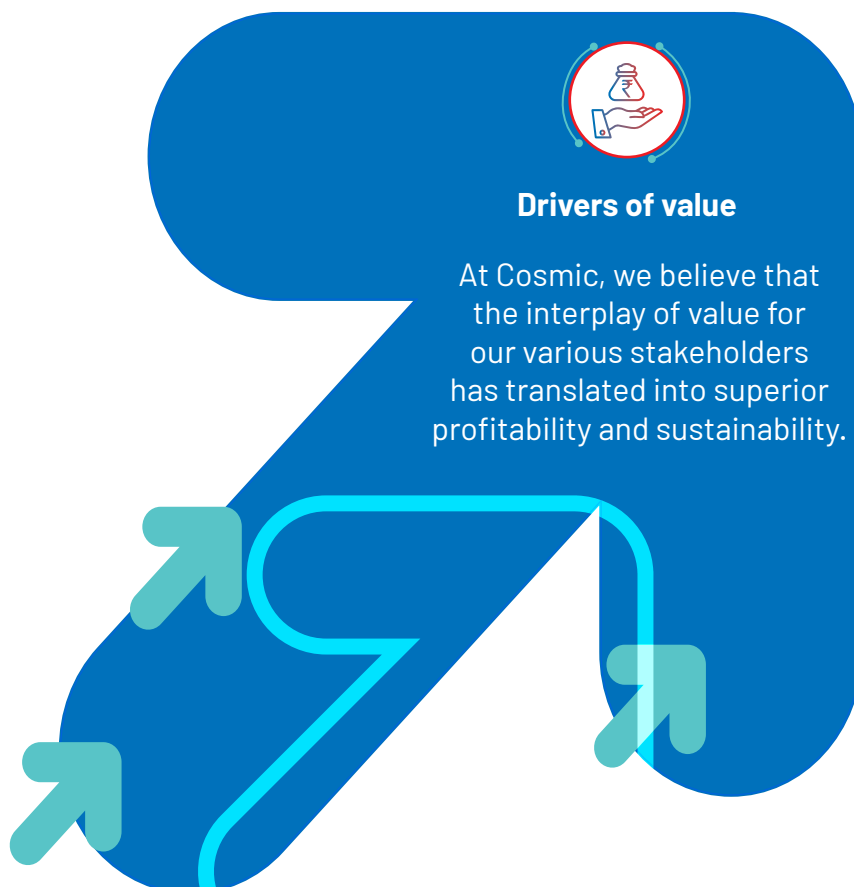 ₹
Drivers of value
At Cosmic, we believe that
the interplay of value for
our various stakeholders
has translated into superior
profitability and sustainability.